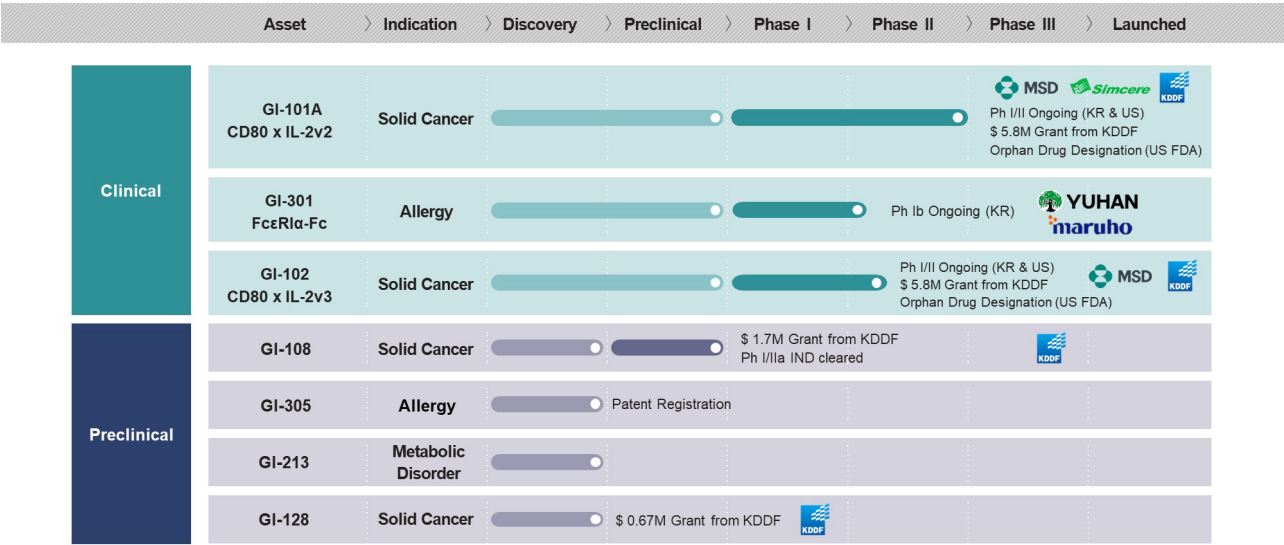 Asset
Indication
Discovery
Preclinical
Phase I
Phase II
Phase III
Launched
Clinical
GI-101A
CD80 x IL-2v2
Solid Cancer
MSD
Simcere
KDDF
Ph I/II Ongoing (KR & US)
$ 5.8M Grant from KDDF
Orphan Drug Designation (US FDA)
GI-301
FcεRIα-Fc
Allergy
Ph Ib Ongoing (KR)
YUHAN
maruho
GI-102
CD80 x IL-2v3
Solid Cancer
Ph I/II Ongoing (KR & US)
$ 5.8M Grant from KDDF
Orphan Drug Designation (US FDA)
MSD
KDDF
Preclinical
GI-108
Solid Cancer
$ 1.7M Grant from KDDF
Ph I/IIa IND cleared
KDDF
GI-305
Allergy
Patent Registration
GI-213
Metabolic
Disorder
GI-128
Solid Cancer
$ 0.67M Grant from KDDF
KDDF